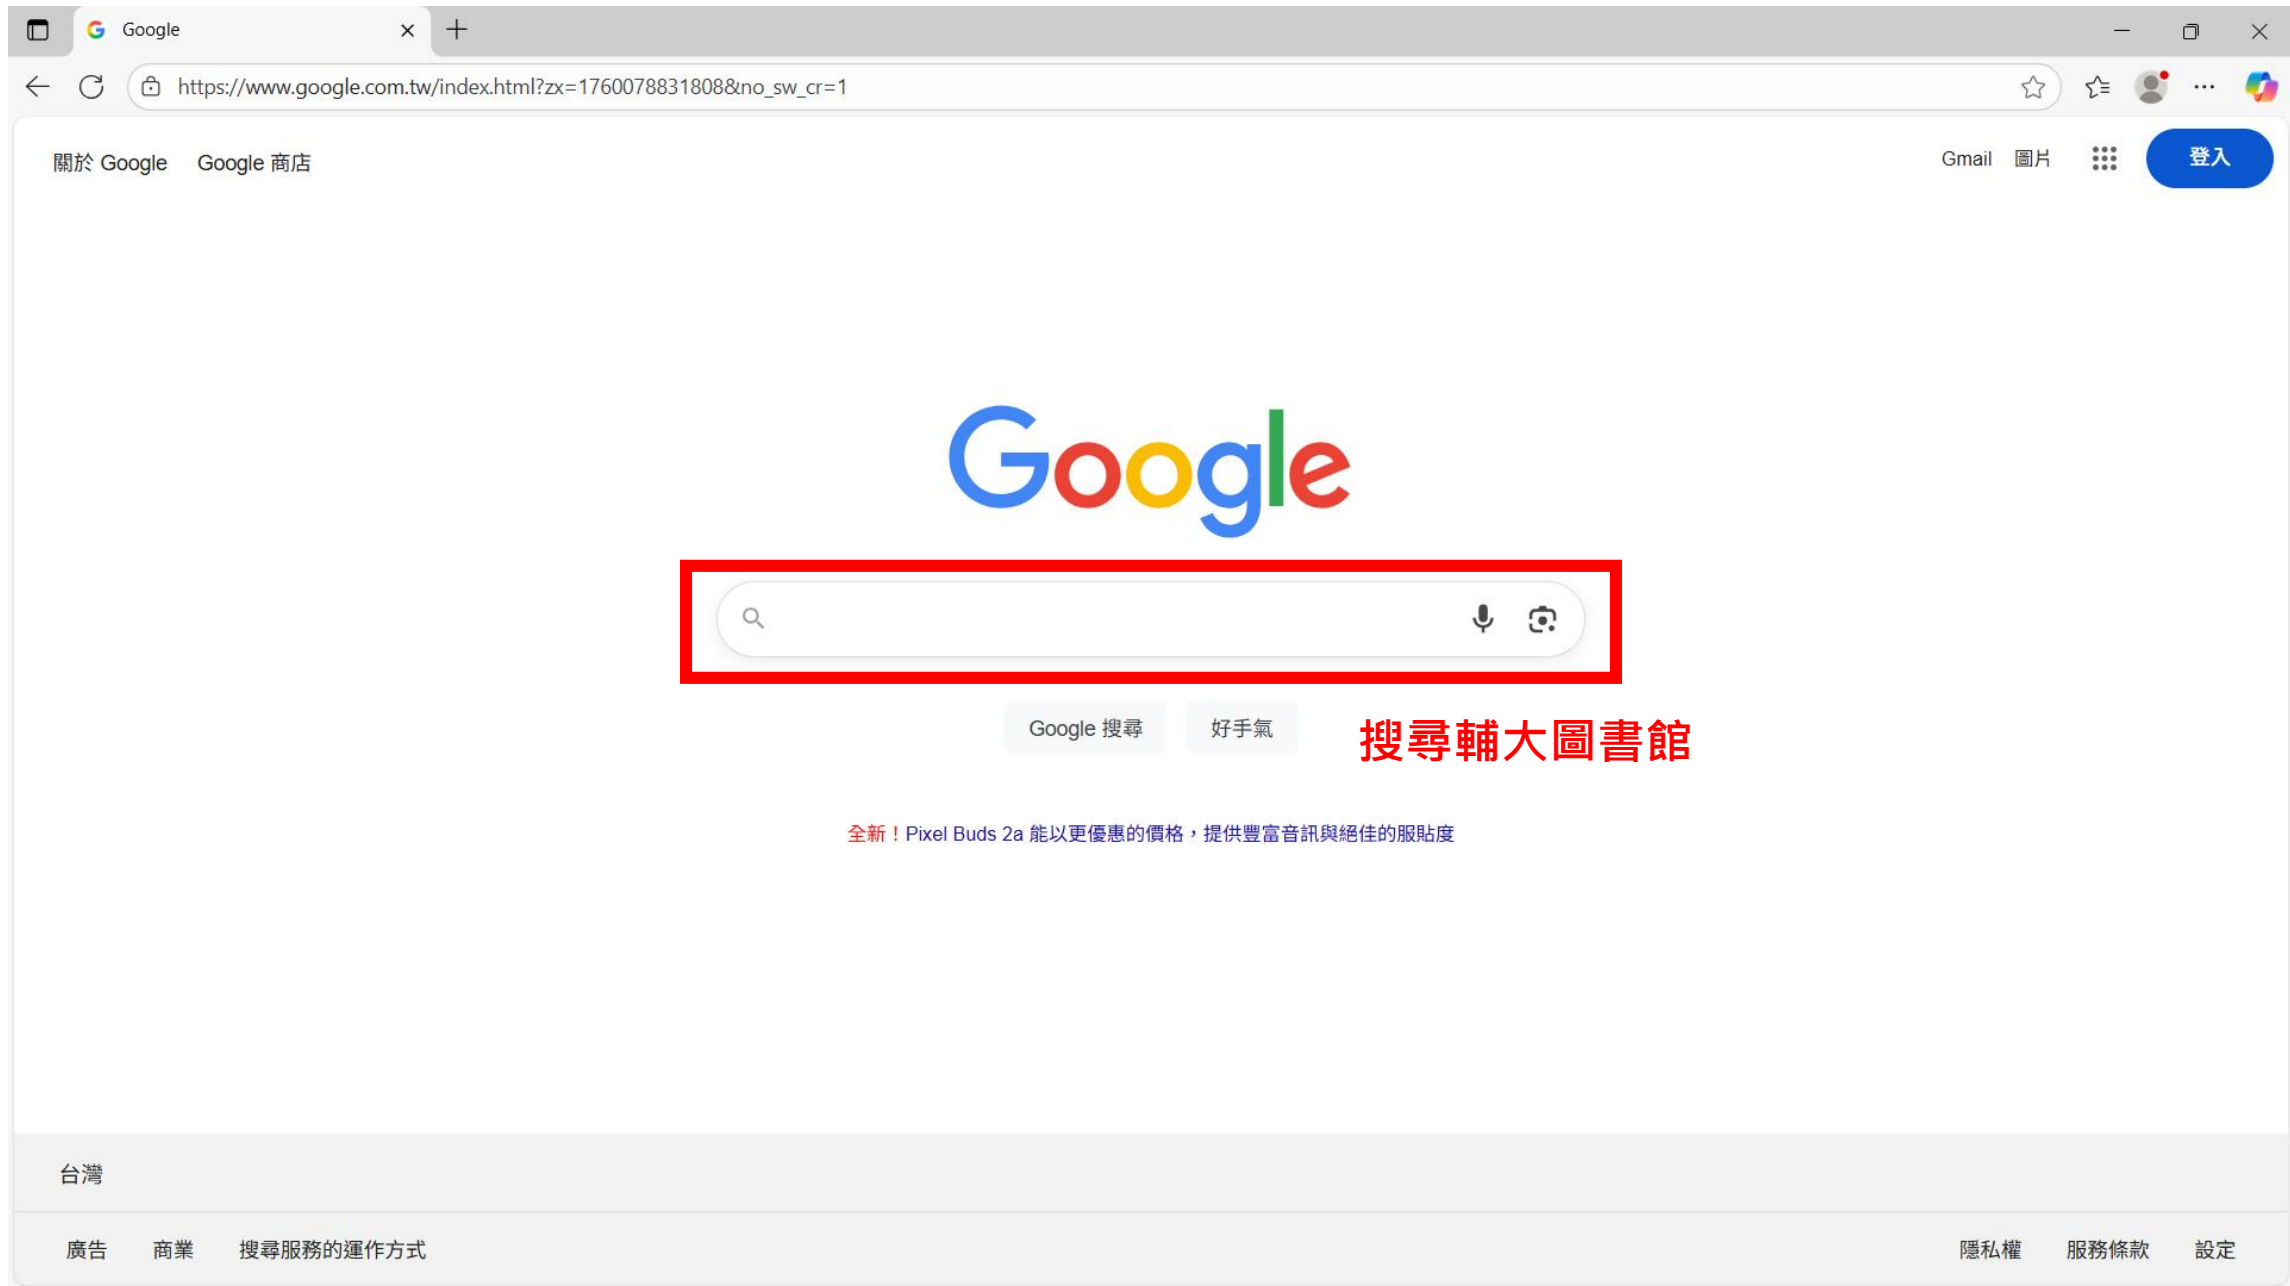 Google
https://www.google.com.tw/index.html?zx=1760078831808&no_sw_cr=1
關於 Google Google 商店
Gmail 圖片 登入
Google
Google 搜尋 好手氣
搜尋輔大圖書館
全新！Pixel Buds 2a 能以更優惠的價格，提供豐富音訊與絕佳的服貼度
台灣
廣告 商業 搜尋服務的運作方式
隱私權 服務條款 設定